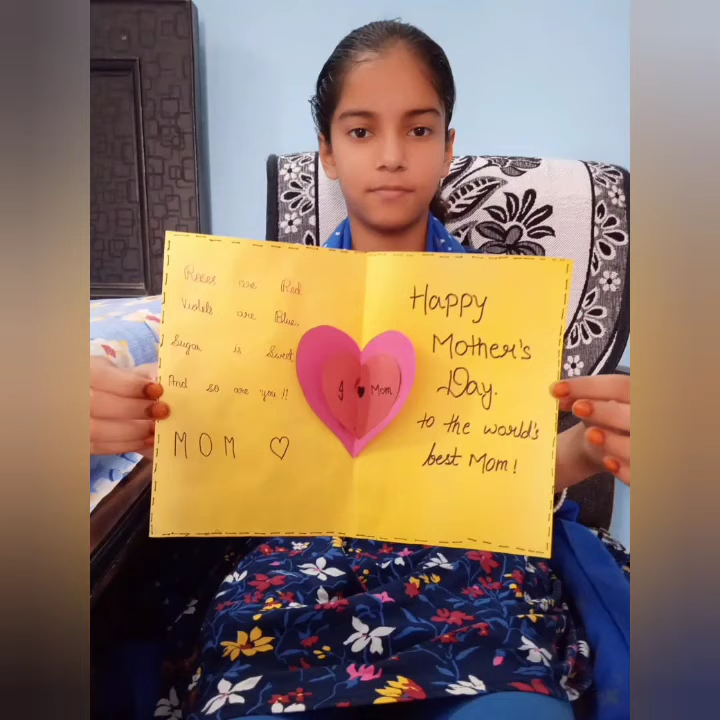 Roses are Red
Violets are Blue,
Sugar is Sweet
And so are you !!
MOM ♡
I ♥ Mom
Happy
Mother's
Day.
to the world's
best Mom!